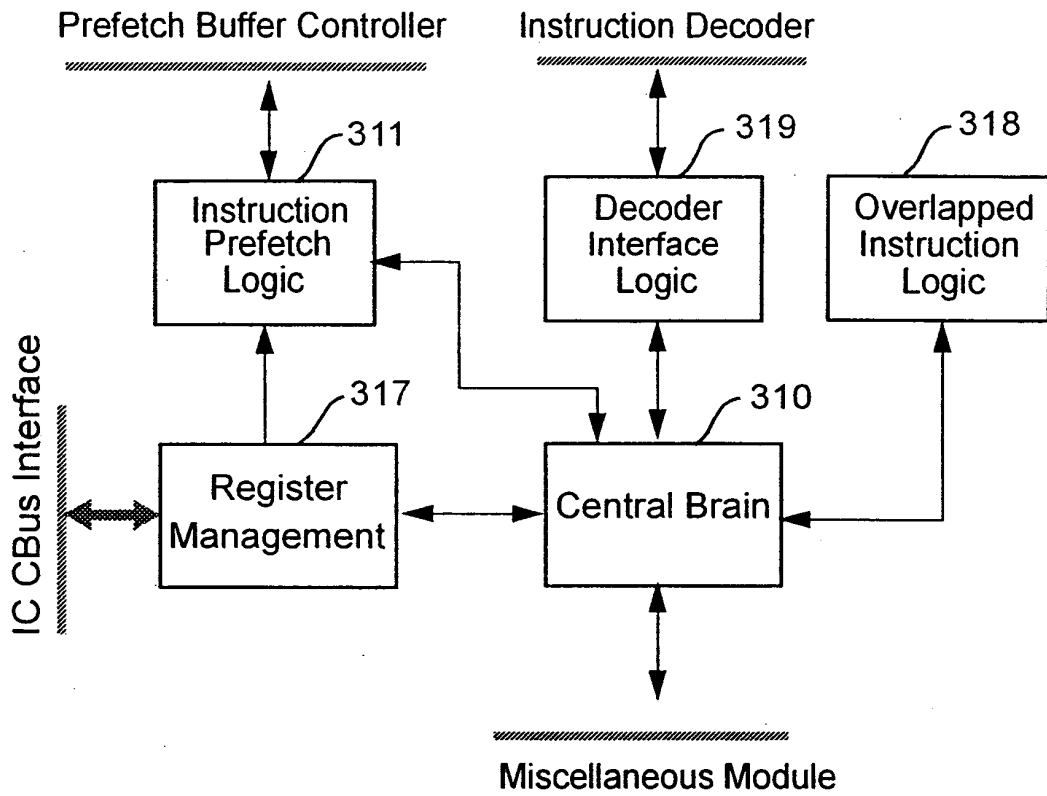 Prefetch Buffer Controller
Instruction Decoder
311
319
318
Instruction
Prefetch
Logic
Decoder
Interface
Logic
Overlapped
Instruction
Logic
IC CBus Interface
317
310
Register
Management
Central Brain
Miscellaneous Module